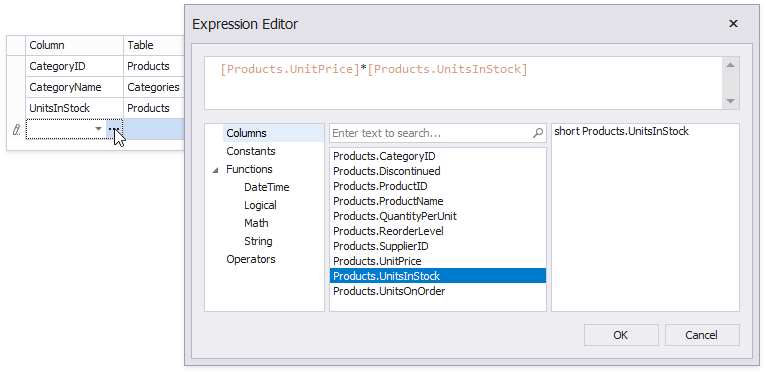 Column Table
CategoryID Products
CategoryName Categories
UnitsInStock Products
Expression Editor
[Products.UnitPrice]*[Products.UnitsInStock]
Columns
Constants
Functions
DateTime
Logical
Math
String
Operators
Enter text to search...
Products.CategoryID
Products.Discontinued
Products.ProductID
Products.ProductName
Products.QuantityPerUnit
Products.ReorderLevel
Products.SupplierID
Products.UnitPrice
Products.UnitsInStock
Products.UnitsOnOrder
short Products.UnitsInStock
OK Cancel